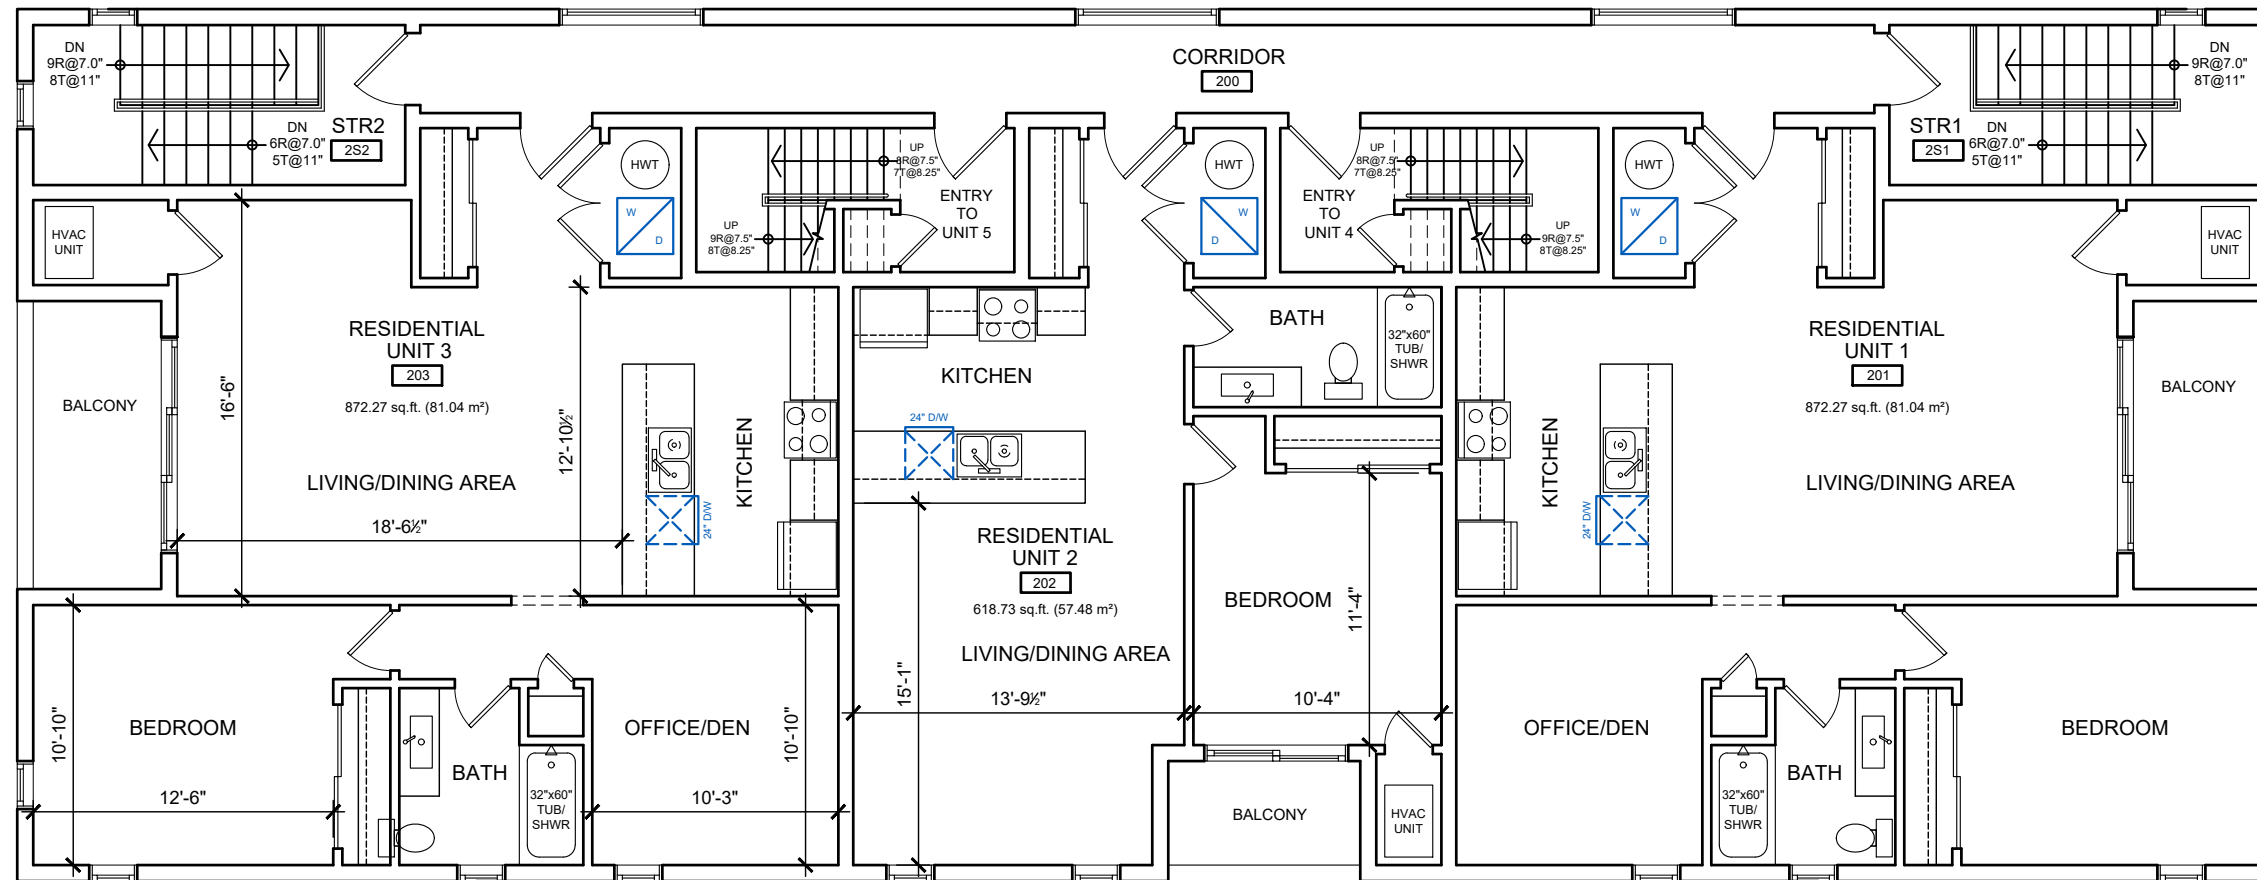 CORRIDOR
200
DN
9R@7.0"
8T@11"
DN
6R@7.0"
5T@11"
STR2
2S2
HVAC
UNIT
HWT
W
D
UP
8R@7.5"
7T@8.25"
UP
9R@7.5"
8T@8.25"
ENTRY
TO
UNIT 5
HWT
W
D
ENTRY
TO
UNIT 4
UP
8R@7.5"
7T@8.25"
UP
9R@7.5"
8T@8.25"
HWT
W
D
STR1
2S1
DN
6R@7.0"
5T@11"
DN
9R@7.0"
8T@11"
HVAC
UNIT
BALCONY
16'-6"
RESIDENTIAL
UNIT 3
203
872.27 sq.ft. (81.04 m²)
LIVING/DINING AREA
18'-6½"
12'-10½"
KITCHEN
24" D/W
KITCHEN
24" D/W
BATH
32"x60"
TUB/
SHWR
RESIDENTIAL
UNIT 2
202
618.73 sq.ft. (57.48 m²)
LIVING/DINING AREA
15'-1"
13'-9½"
BEDROOM
11'-4"
10'-4"
BALCONY
HVAC
UNIT
KITCHEN
24" D/W
RESIDENTIAL
UNIT 1
201
872.27 sq.ft. (81.04 m²)
LIVING/DINING AREA
BALCONY
10'-10"
BEDROOM
12'-6"
BATH
32"x60"
TUB/
SHWR
OFFICE/DEN
10'-3"
10'-10"
OFFICE/DEN
32"x60"
TUB/
SHWR
BATH
BEDROOM